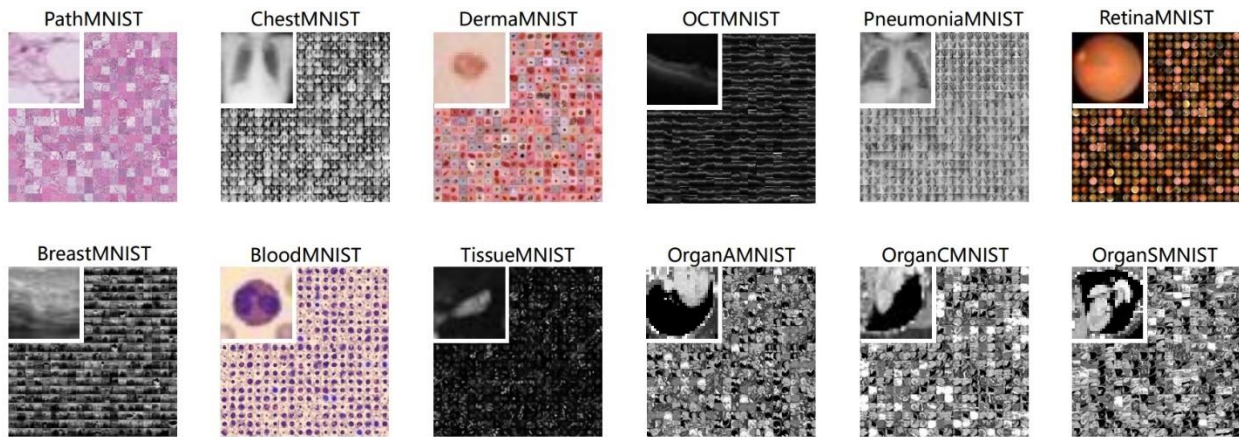 PathMNIST ChestMNIST DermaMNIST OCTMNIST PneumoniaMNIST RetinaMNIST
BreastMNIST BloodMNIST TissueMNIST OrganAMNIST OrganCMNIST OrganSMNIST